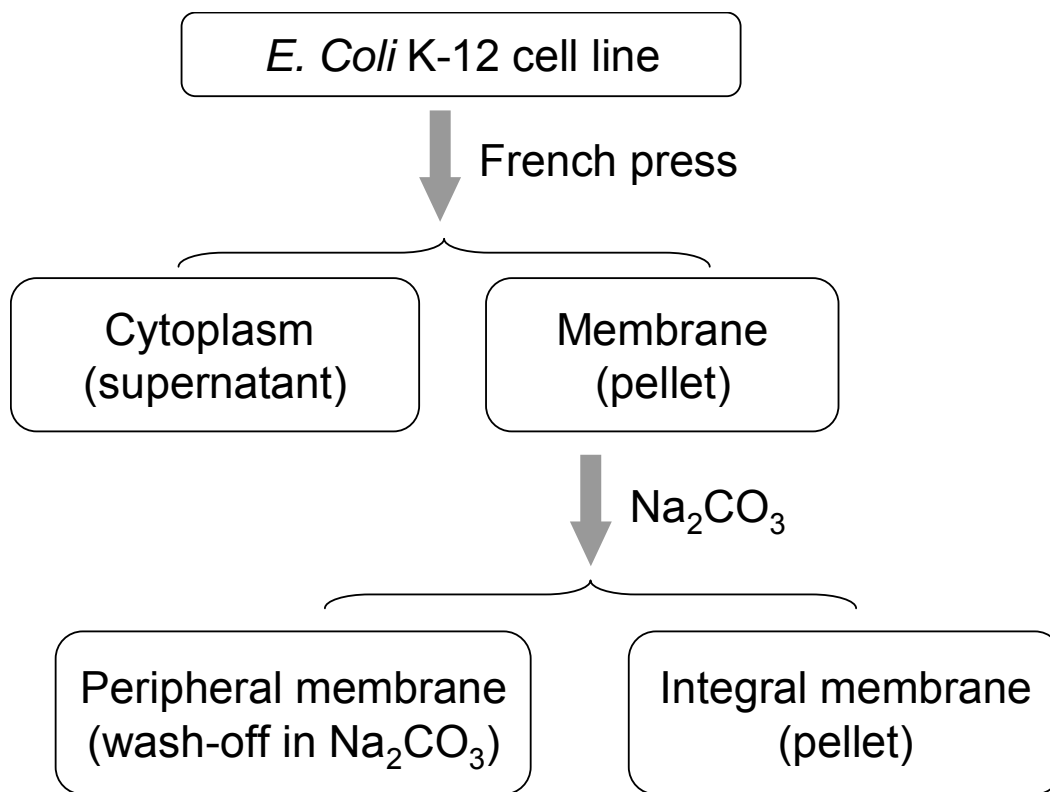 E. Coli K-12 cell line
French press
Cytoplasm
(supernatant)
Membrane
(pellet)
Na₂CO₃
Peripheral membrane
(wash-off in Na₂CO₃)
Integral membrane
(pellet)